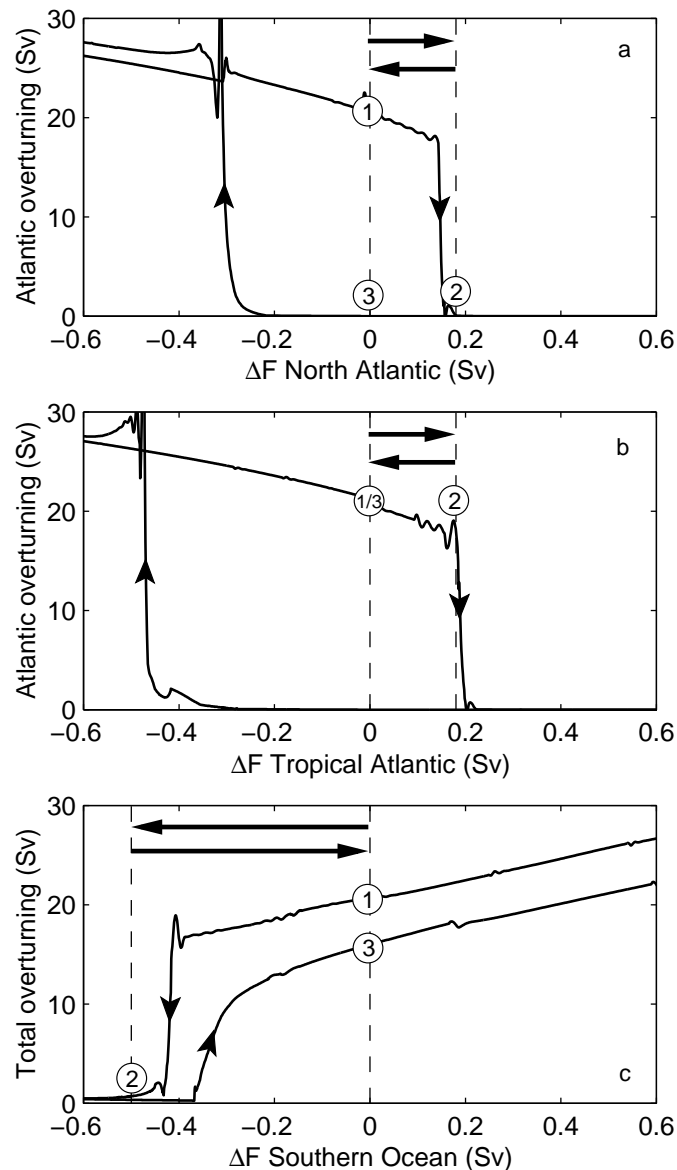 30
20
10
0
Atlantic overturning (Sv)
a
1
3
2
−0.6 −0.4 −0.2 0 0.2 0.4 0.6
ΔF North Atlantic (Sv)
30
20
10
0
Atlantic overturning (Sv)
b
1/3
2
−0.6 −0.4 −0.2 0 0.2 0.4 0.6
ΔF Tropical Atlantic (Sv)
30
20
10
0
Total overturning (Sv)
1
3
2
c
−0.6 −0.4 −0.2 0 0.2 0.4 0.6
ΔF Southern Ocean (Sv)